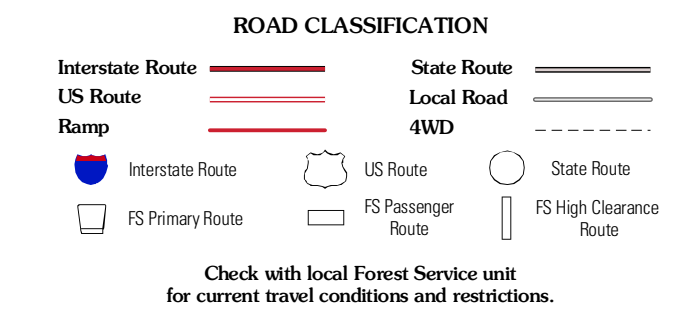 ROAD CLASSIFICATION
Interstate Route
State Route
US Route
Local Road
Ramp
4WD
Interstate Route
US Route
State Route
FS Primary Route
FS Passenger
Route
FS High Clearance
Route
Check with local Forest Service unit
for current travel conditions and restrictions.